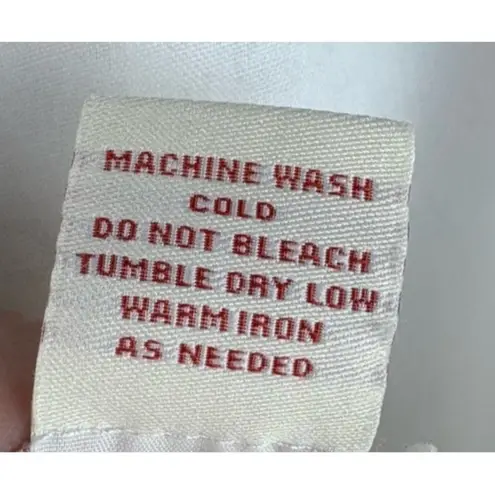 MACHINE WASH
COLD
DO NOT BLEACH
TUMBLE DRY LOW
WARM IRON
AS NEEDED